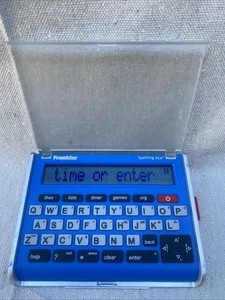 Franklin Spelling Ace®
time or enter "
thes lists timer games org
Q W E R T Y U I O P
A S D F G H J K L
Z X C V B N M back
help ? clear enter